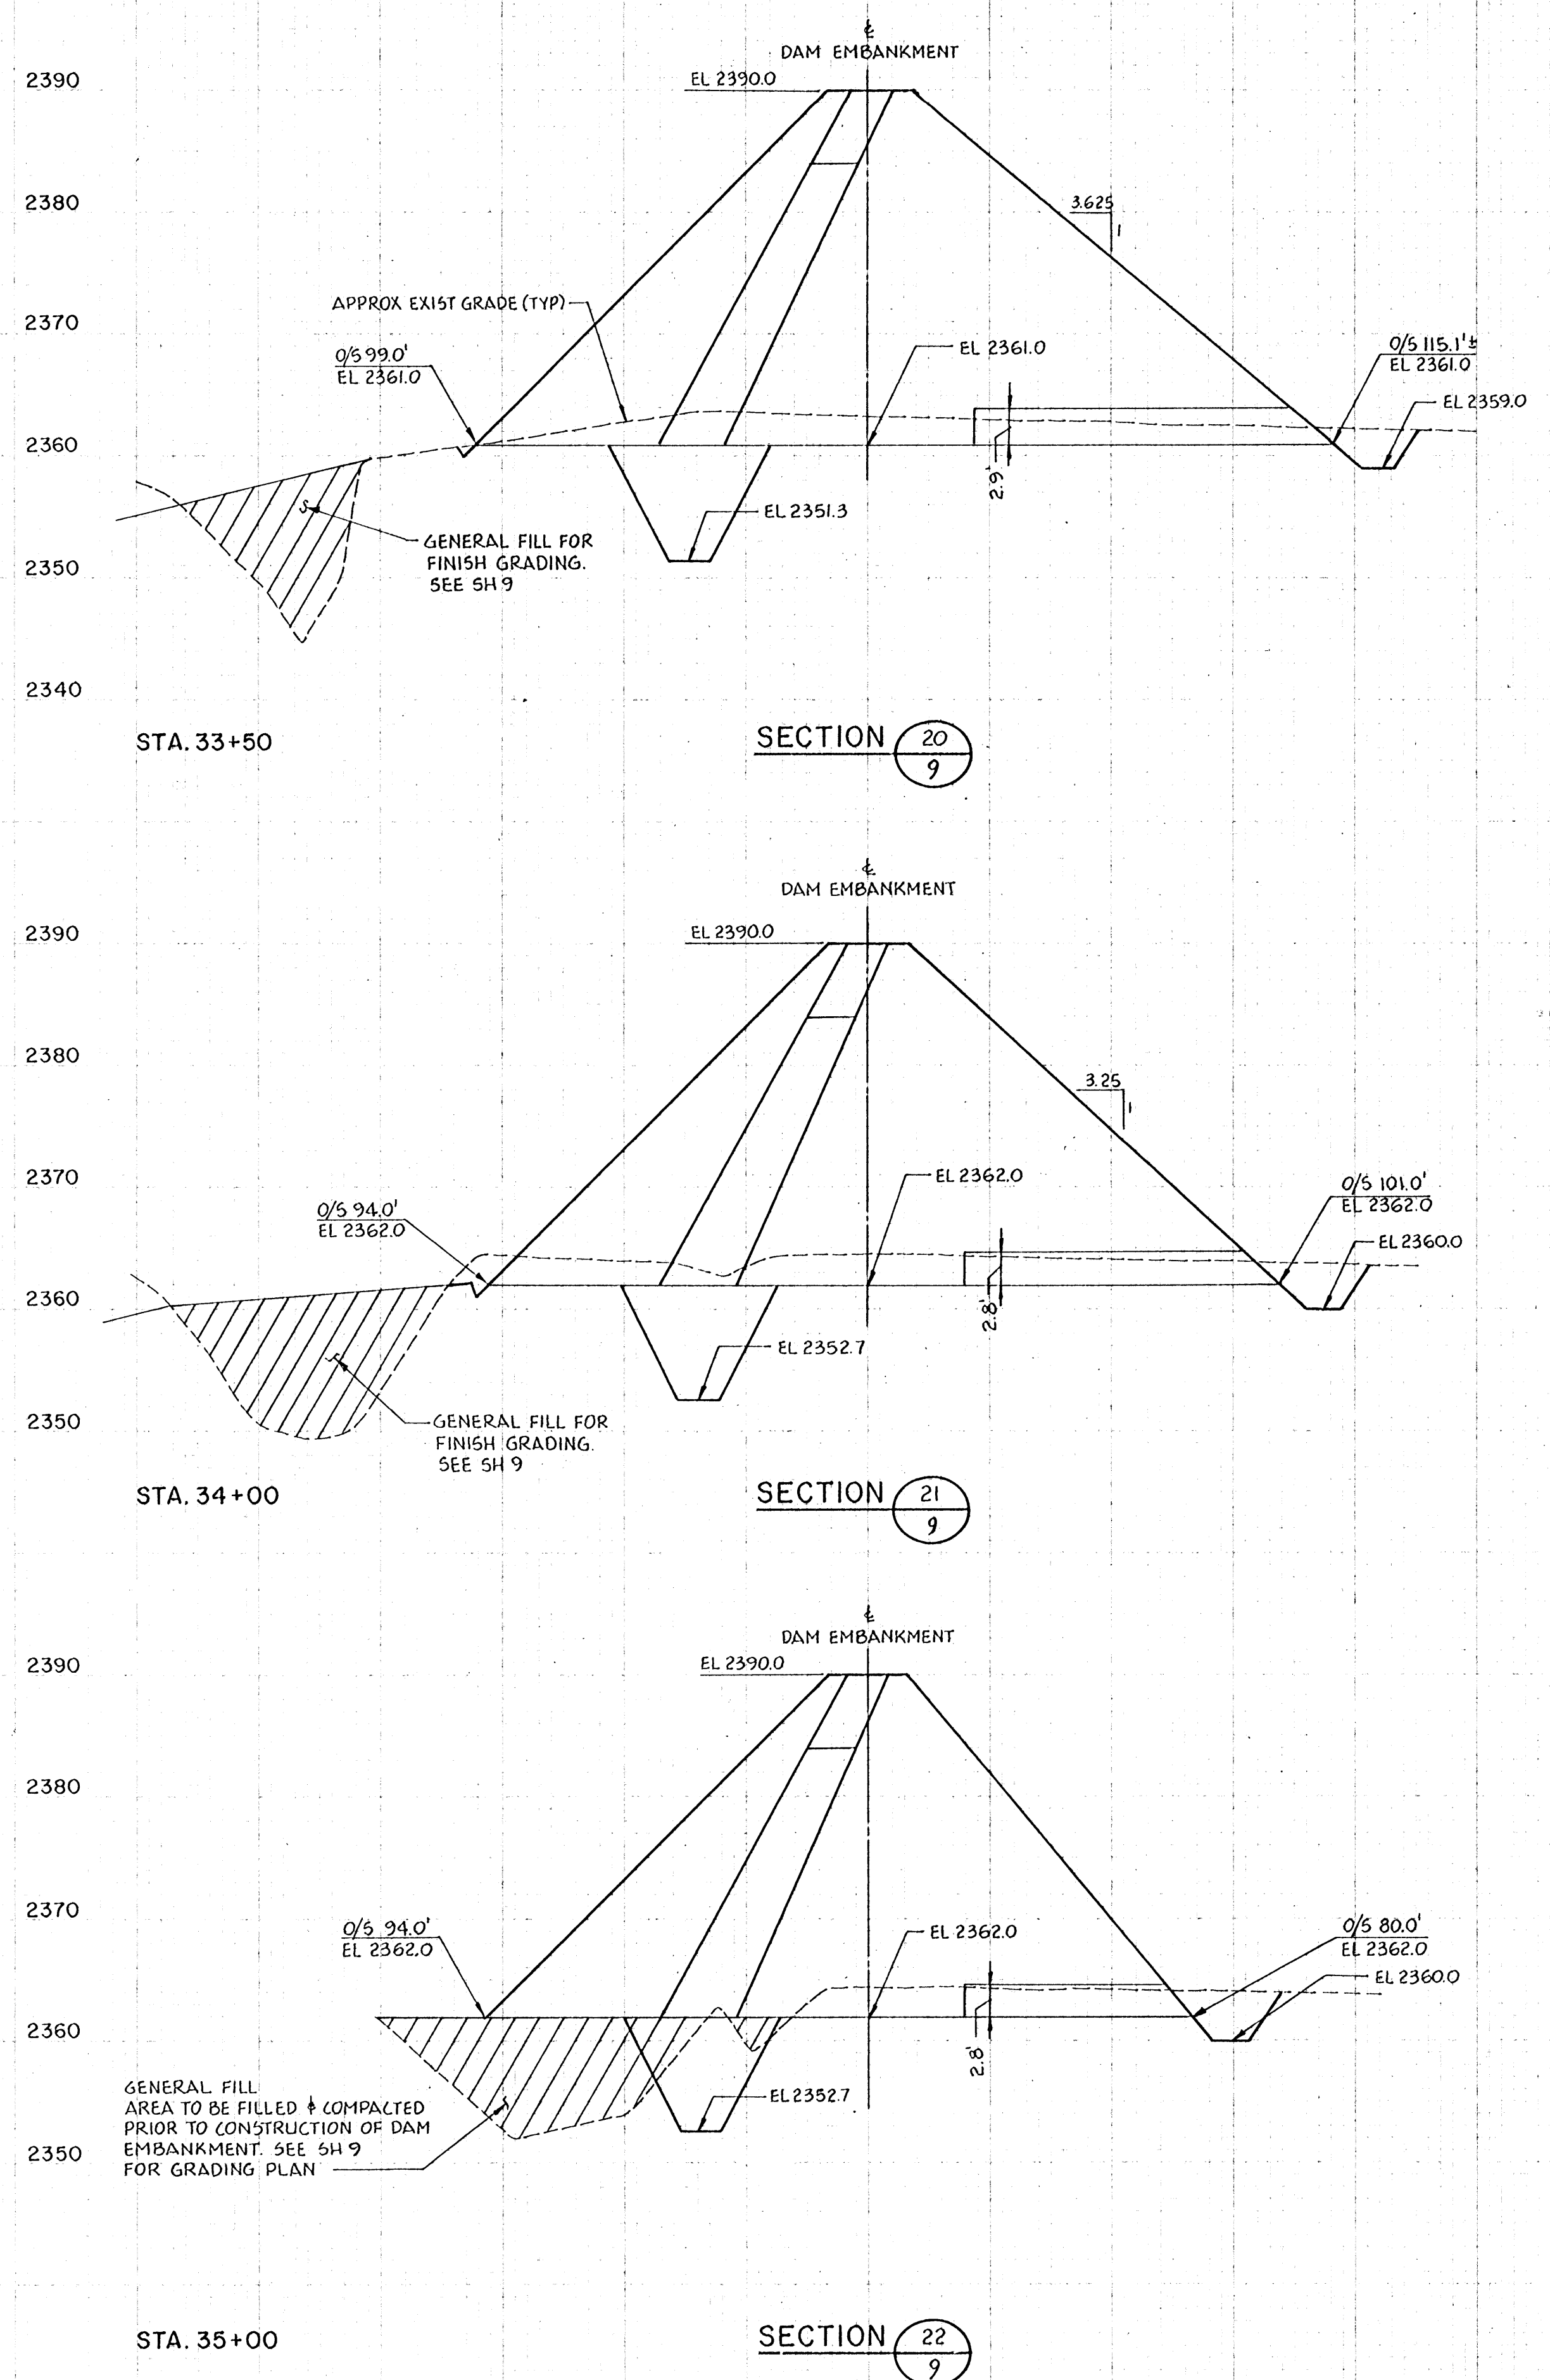 ℄
DAM EMBANKMENT
2390
EL 2390.0
2380
3.625
1
2370
APPROX EXIST GRADE (TYP)
O/S 99.0'
EL 2361.0
EL 2361.0
O/S 115.1'±
EL 2361.0
EL 2359.0
2360
2.9'
EL 2351.3
GENERAL FILL FOR
FINISH GRADING.
SEE SH 9
2350
2340
STA. 33+50
SECTION 20
9
℄
DAM EMBANKMENT
2390
EL 2390.0
2380
3.25
1
2370
EL 2362.0
O/S 101.0'
EL 2362.0
O/S 94.0'
EL 2362.0
EL 2360.0
2360
2.8'
EL 2352.7
2350
GENERAL FILL FOR
FINISH GRADING.
SEE SH 9
STA. 34+00
SECTION 21
9
℄
DAM EMBANKMENT
2390
EL 2390.0
2380
2370
O/S 94.0'
EL 2362.0
EL 2362.0
O/S 80.0'
EL 2362.0
EL 2360.0
2360
2.8'
GENERAL FILL
AREA TO BE FILLED & COMPACTED
PRIOR TO CONSTRUCTION OF DAM
EMBANKMENT. SEE SH 9
FOR GRADING PLAN
EL 2352.7
2350
STA. 35+00
SECTION 22
9